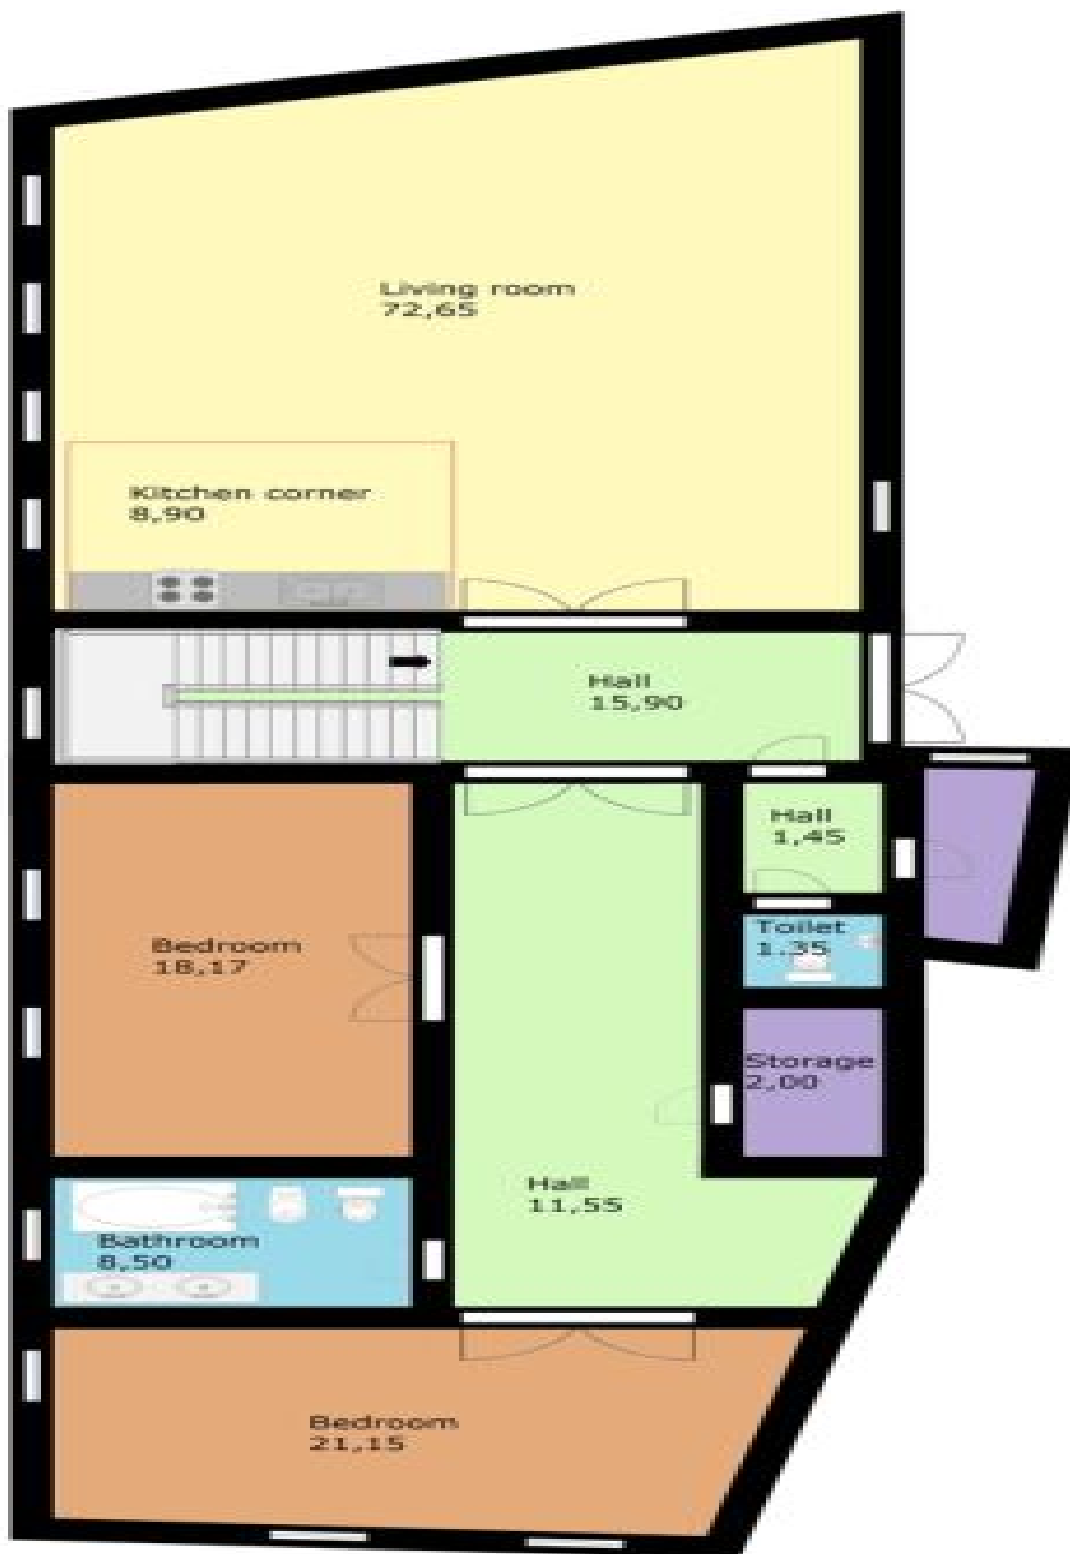 Living room
72,65
Kitchen corner
8,90
Hall
15,90
Hall
1,45
Toilet
1.35
Bedroom
18,17
Storage
2,00
Hall
11,55
Bathroom
8,50
Bedroom
21,15